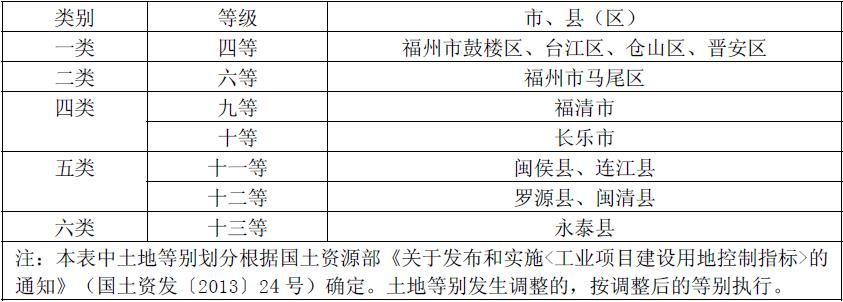 类别 等级 市、县（区）
一类 四等 福州市鼓楼区、台江区、仓山区、晋安区
二类 六等 福州市马尾区
四类 九等 福清市
十等 长乐市
五类 十一等 闽侯县、连江县
十二等 罗源县、闽清县
六类 十三等 永泰县
注：本表中土地等别划分根据国土资源部《关于发布和实施<工业项目建设用地控制指标>的
通知》（国土资发〔2013〕24 号）确定。土地等别发生调整的，按调整后的等别执行。